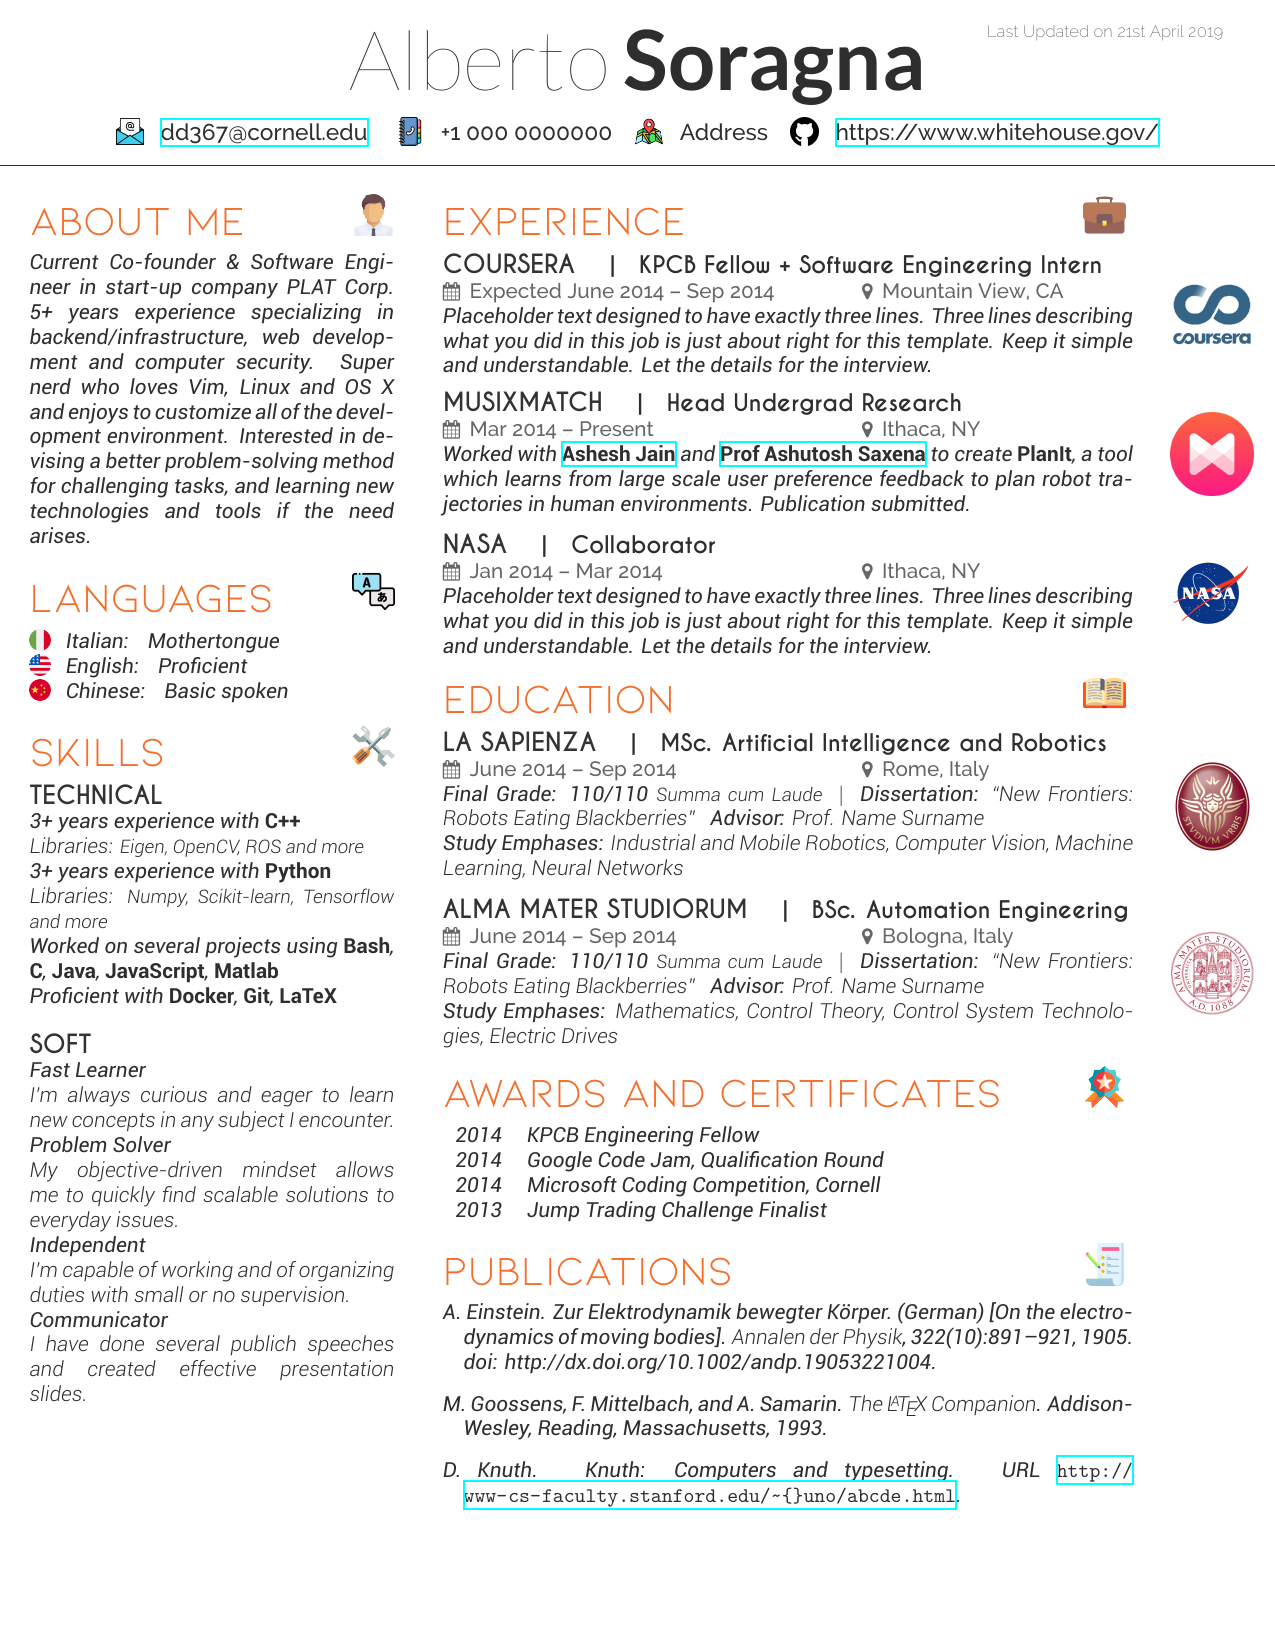 Alberto Soragna
Last Updated on 21st April 2019
dd367@cornell.edu +1 000 0000000 Address https://www.whitehouse.gov/
ABOUT ME
Current Co-founder & Software Engi-
neer in start-up company PLAT Corp.
5+ years experience specializing in
backend/infrastructure, web develop-
ment and computer security. Super
nerd who loves Vim, Linux and OS X
and enjoys to customize all of the devel-
opment environment. Interested in de-
vising a better problem-solving method
for challenging tasks, and learning new
technologies and tools if the need
arises.
LANGUAGES
Italian: Mothertongue
English: Proficient
Chinese: Basic spoken
SKILLS
TECHNICAL
3+ years experience with C++
Libraries: Eigen, OpenCV, ROS and more
3+ years experience with Python
Libraries: Numpy, Scikit-learn, Tensorflow
and more
Worked on several projects using Bash,
C, Java, JavaScript, Matlab
Proficient with Docker, Git, LaTeX
SOFT
Fast Learner
I'm always curious and eager to learn
new concepts in any subject I encounter.
Problem Solver
My objective-driven mindset allows
me to quickly find scalable solutions to
everyday issues.
Independent
I'm capable of working and of organizing
duties with small or no supervision.
Communicator
I have done several publich speeches
and created effective presentation
slides.
EXPERIENCE
COURSERA | KPCB Fellow + Software Engineering Intern
Expected June 2014 – Sep 2014 Mountain View, CA
Placeholder text designed to have exactly three lines. Three lines describing
what you did in this job is just about right for this template. Keep it simple
and understandable. Let the details for the interview.
coursera
MUSIXMATCH | Head Undergrad Research
Mar 2014 – Present Ithaca, NY
Worked with Ashesh Jain and Prof Ashutosh Saxena to create PlanIt, a tool
which learns from large scale user preference feedback to plan robot tra-
jectories in human environments. Publication submitted.
NASA | Collaborator
Jan 2014 – Mar 2014 Ithaca, NY
Placeholder text designed to have exactly three lines. Three lines describing
what you did in this job is just about right for this template. Keep it simple
and understandable. Let the details for the interview.
NASA
EDUCATION
LA SAPIENZA | MSc. Artificial Intelligence and Robotics
June 2014 – Sep 2014 Rome, Italy
Final Grade: 110/110 Summa cum Laude | Dissertation: “New Frontiers:
Robots Eating Blackberries” Advisor: Prof. Name Surname
Study Emphases: Industrial and Mobile Robotics, Computer Vision, Machine
Learning, Neural Networks
STVDIVM VRBIS
ALMA MATER STUDIORUM | BSc. Automation Engineering
June 2014 – Sep 2014 Bologna, Italy
Final Grade: 110/110 Summa cum Laude | Dissertation: “New Frontiers:
Robots Eating Blackberries” Advisor: Prof. Name Surname
Study Emphases: Mathematics, Control Theory, Control System Technolo-
gies, Electric Drives
ALMA MATER STUDIORUM
A.D. 1088
AWARDS AND CERTIFICATES
2014 KPCB Engineering Fellow
2014 Google Code Jam, Qualification Round
2014 Microsoft Coding Competition, Cornell
2013 Jump Trading Challenge Finalist
PUBLICATIONS
A. Einstein. Zur Elektrodynamik bewegter Körper. (German) [On the electro-
dynamics of moving bodies]. Annalen der Physik, 322(10):891–921, 1905.
doi: http://dx.doi.org/10.1002/andp.19053221004.
M. Goossens, F. Mittelbach, and A. Samarin. The LATEX Companion. Addison-
Wesley, Reading, Massachusetts, 1993.
D. Knuth. Knuth: Computers and typesetting. URL http://
www-cs-faculty.stanford.edu/~{}uno/abcde.html.